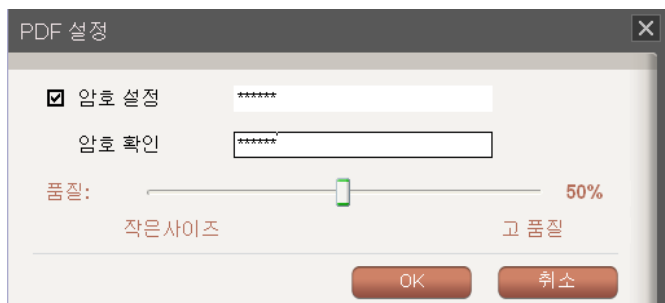 PDF 설정
암호 설정 ******
암호 확인 ******
품질: 50%
작은사이즈 고 품질
OK 취소